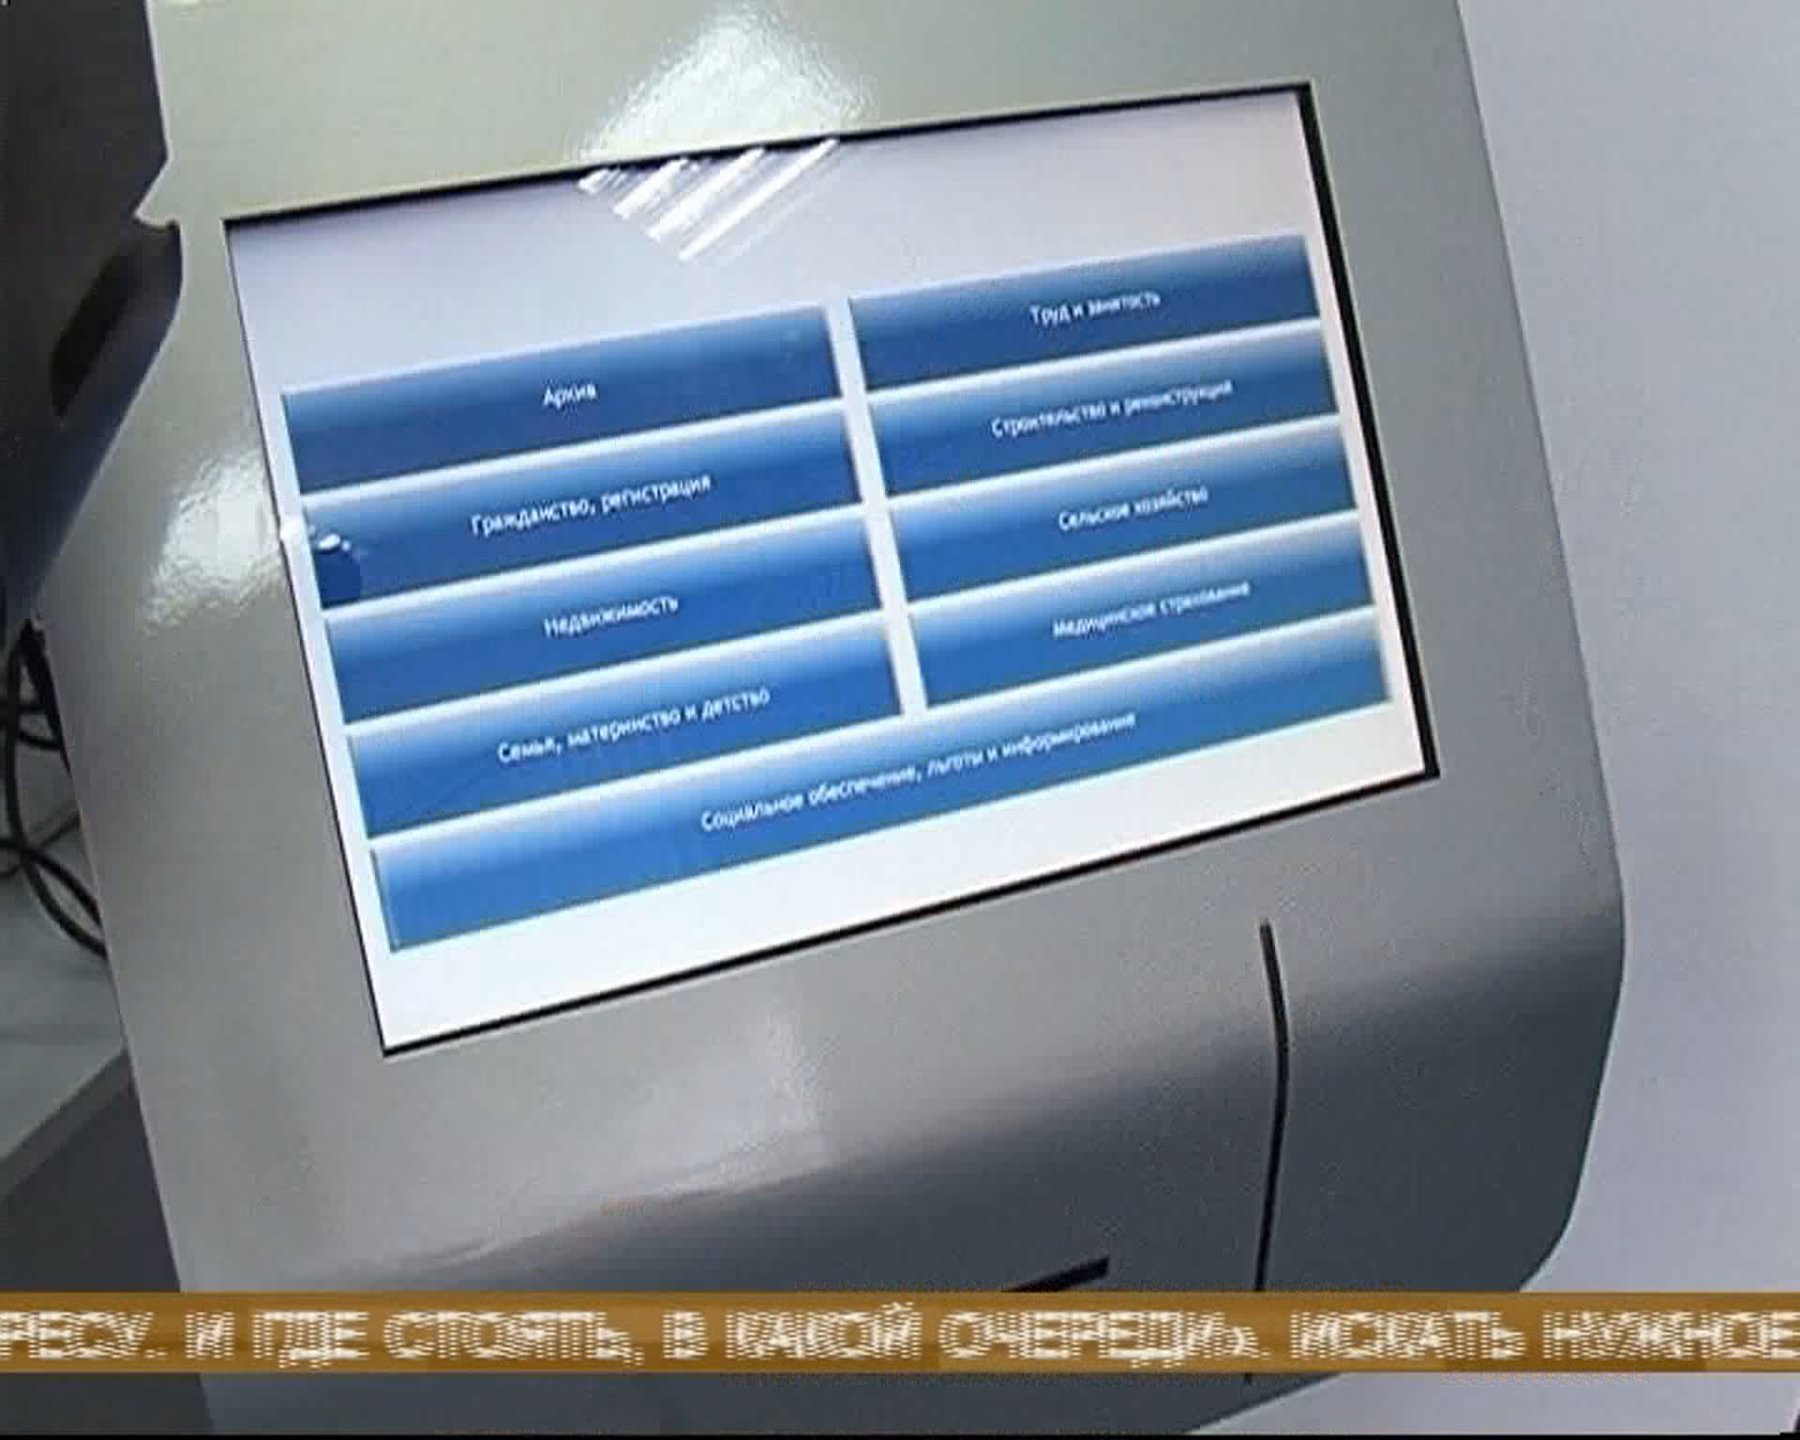 Архив
Гражданство, регистрация
Недвижимость
Семья, материнство и детство
Труд и занятость
Строительство и реконструкция
Сельское хозяйство
Медицинское страхование
Социальное обеспечение, льготы и информирование
РЕСУ.. И ГДЕ СТОЯТЬ, В КАКОЙ ОЧЕРЕДИ». ИСКАТЬ НУЖНОЕ